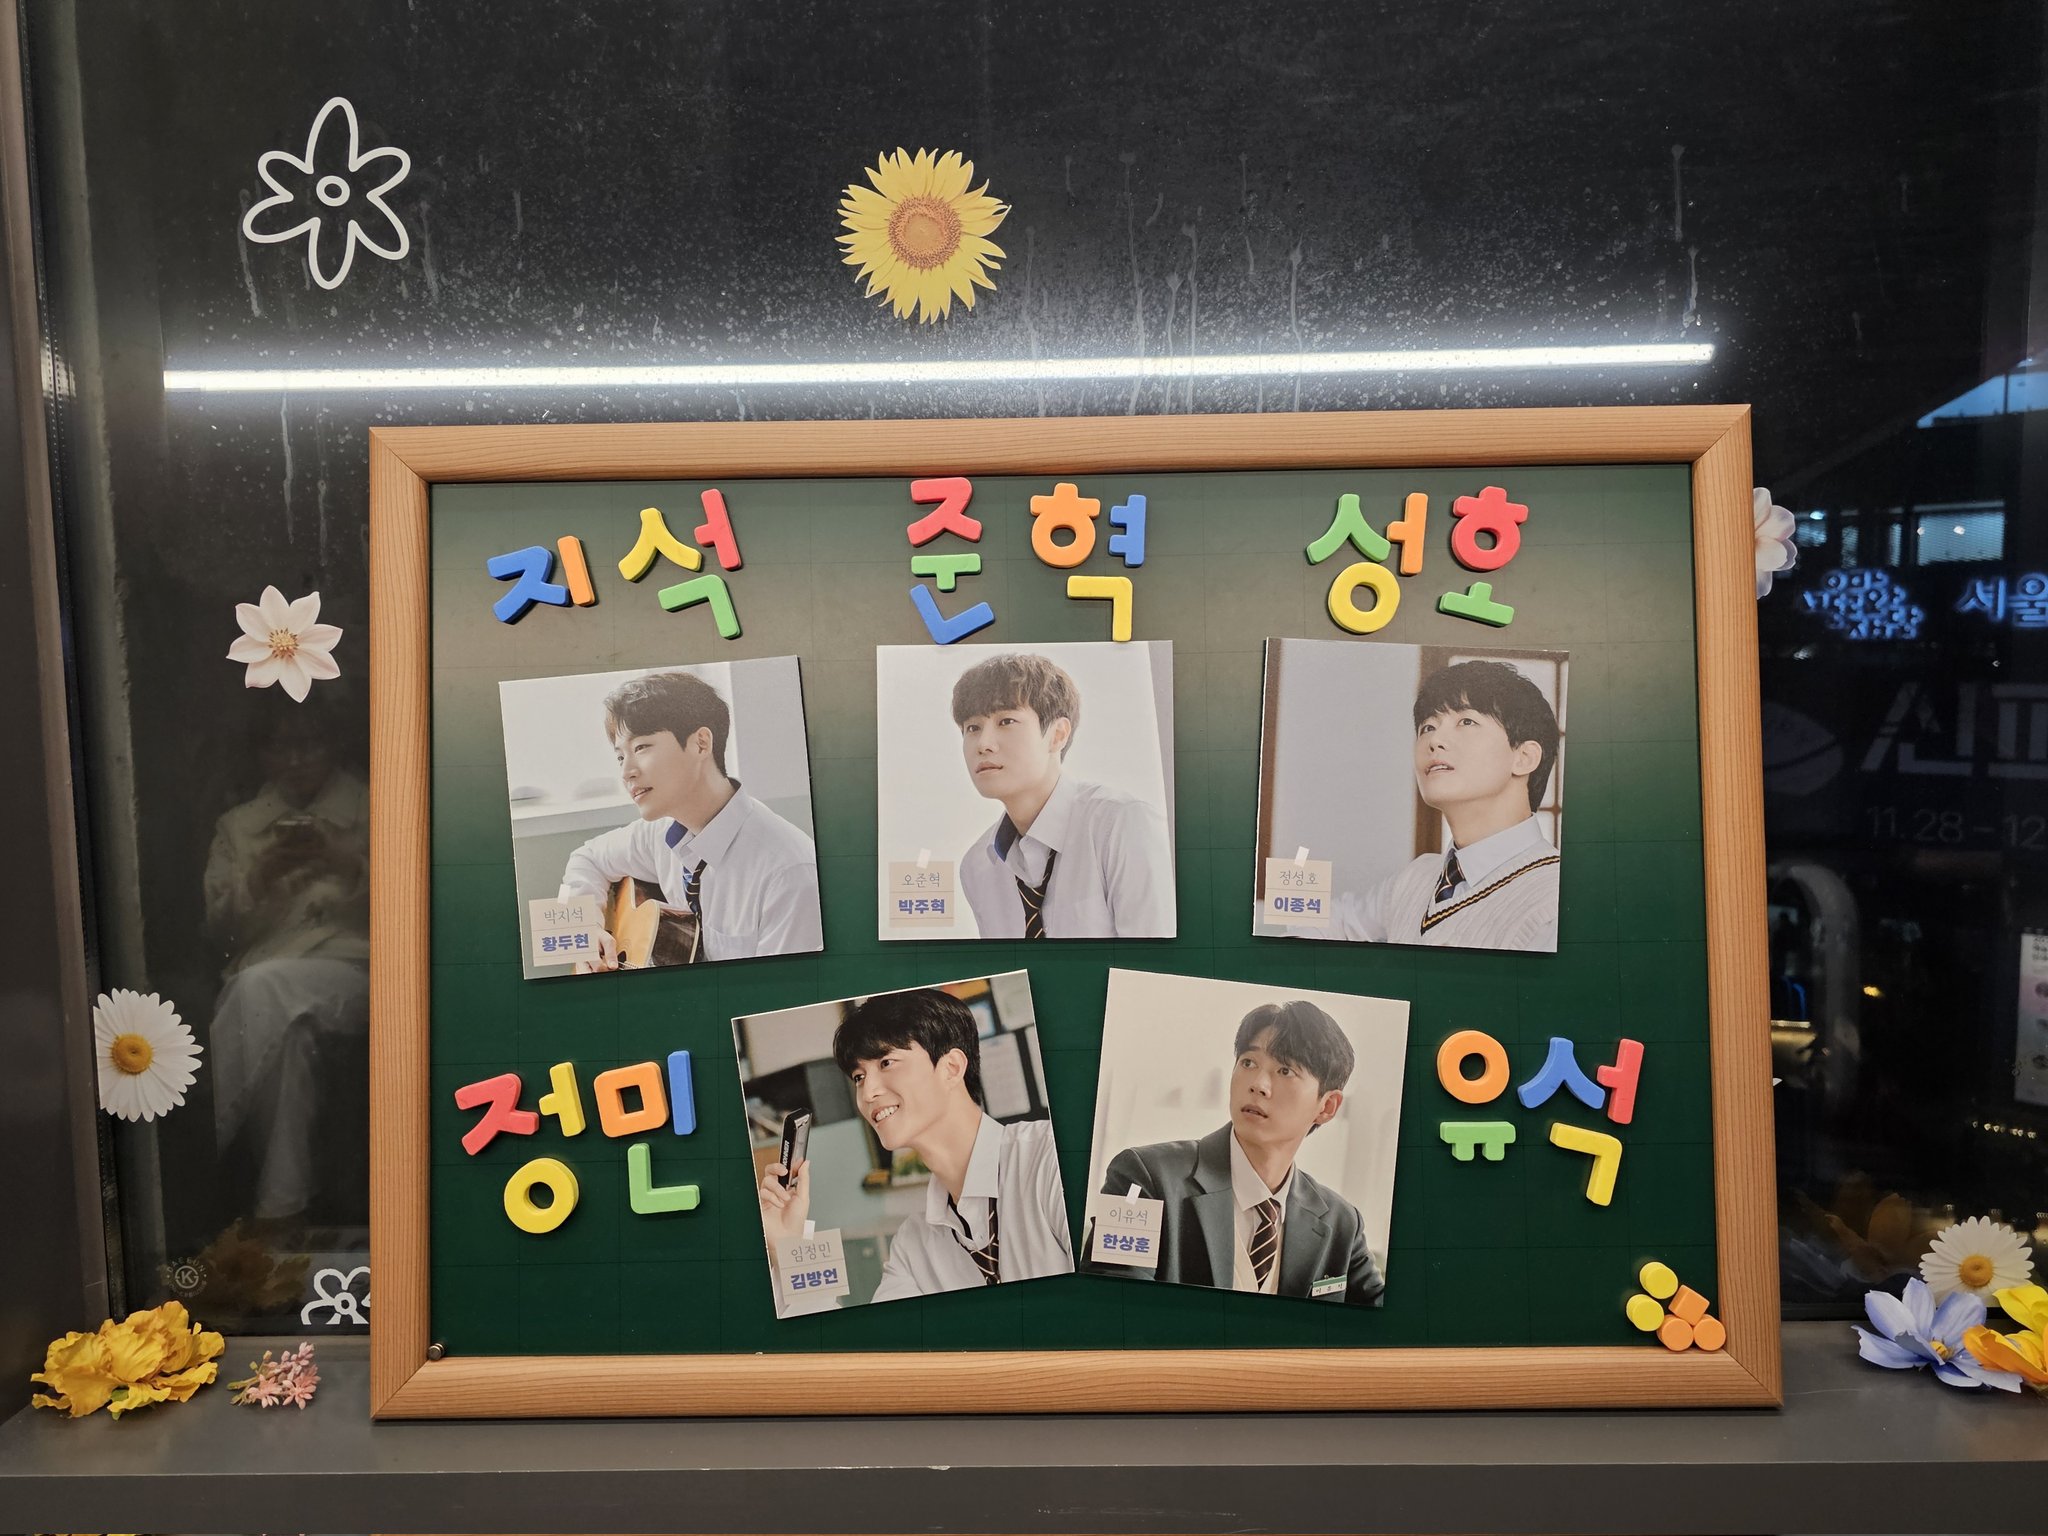 지석
준혁
성호
박지석
황두현
오준혁
박주혁
정성호
이종석
정민
유석
임정민
김방언
이유석
한상훈
서울
11.28 - 12